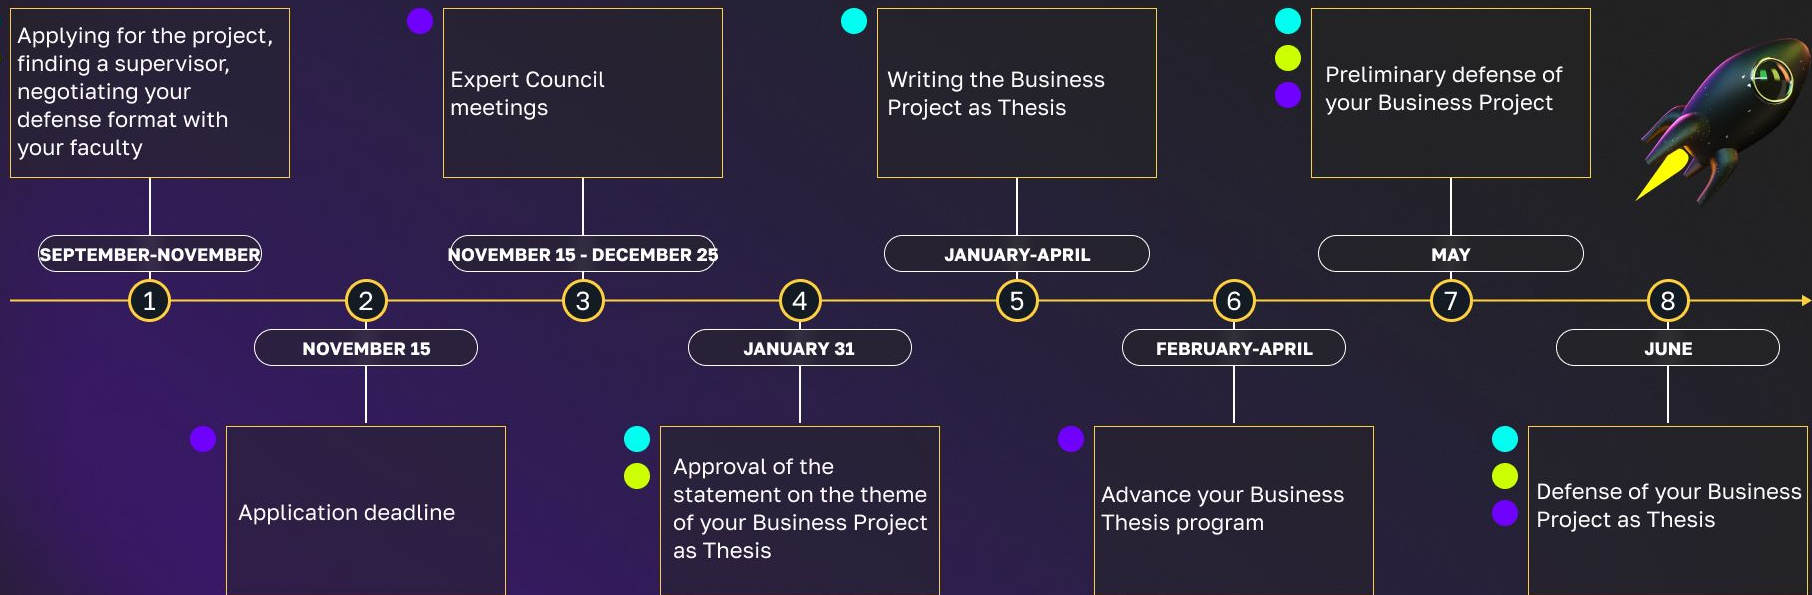 Applying for the project,
finding a supervisor,
negotiating your
defense format with
your faculty
SEPTEMBER-NOVEMBER
1
2
NOVEMBER 15
Application deadline
Expert Council
meetings
NOVEMBER 15 - DECEMBER 25
3
4
JANUARY 31
Approval of the
statement on the theme
of your Business Project
as Thesis
Writing the Business
Project as Thesis
JANUARY-APRIL
5
6
FEBRUARY-APRIL
Advance your Business
Thesis program
Preliminary defense of
your Business Project
MAY
7
8
JUNE
Defense of your Business
Project as Thesis